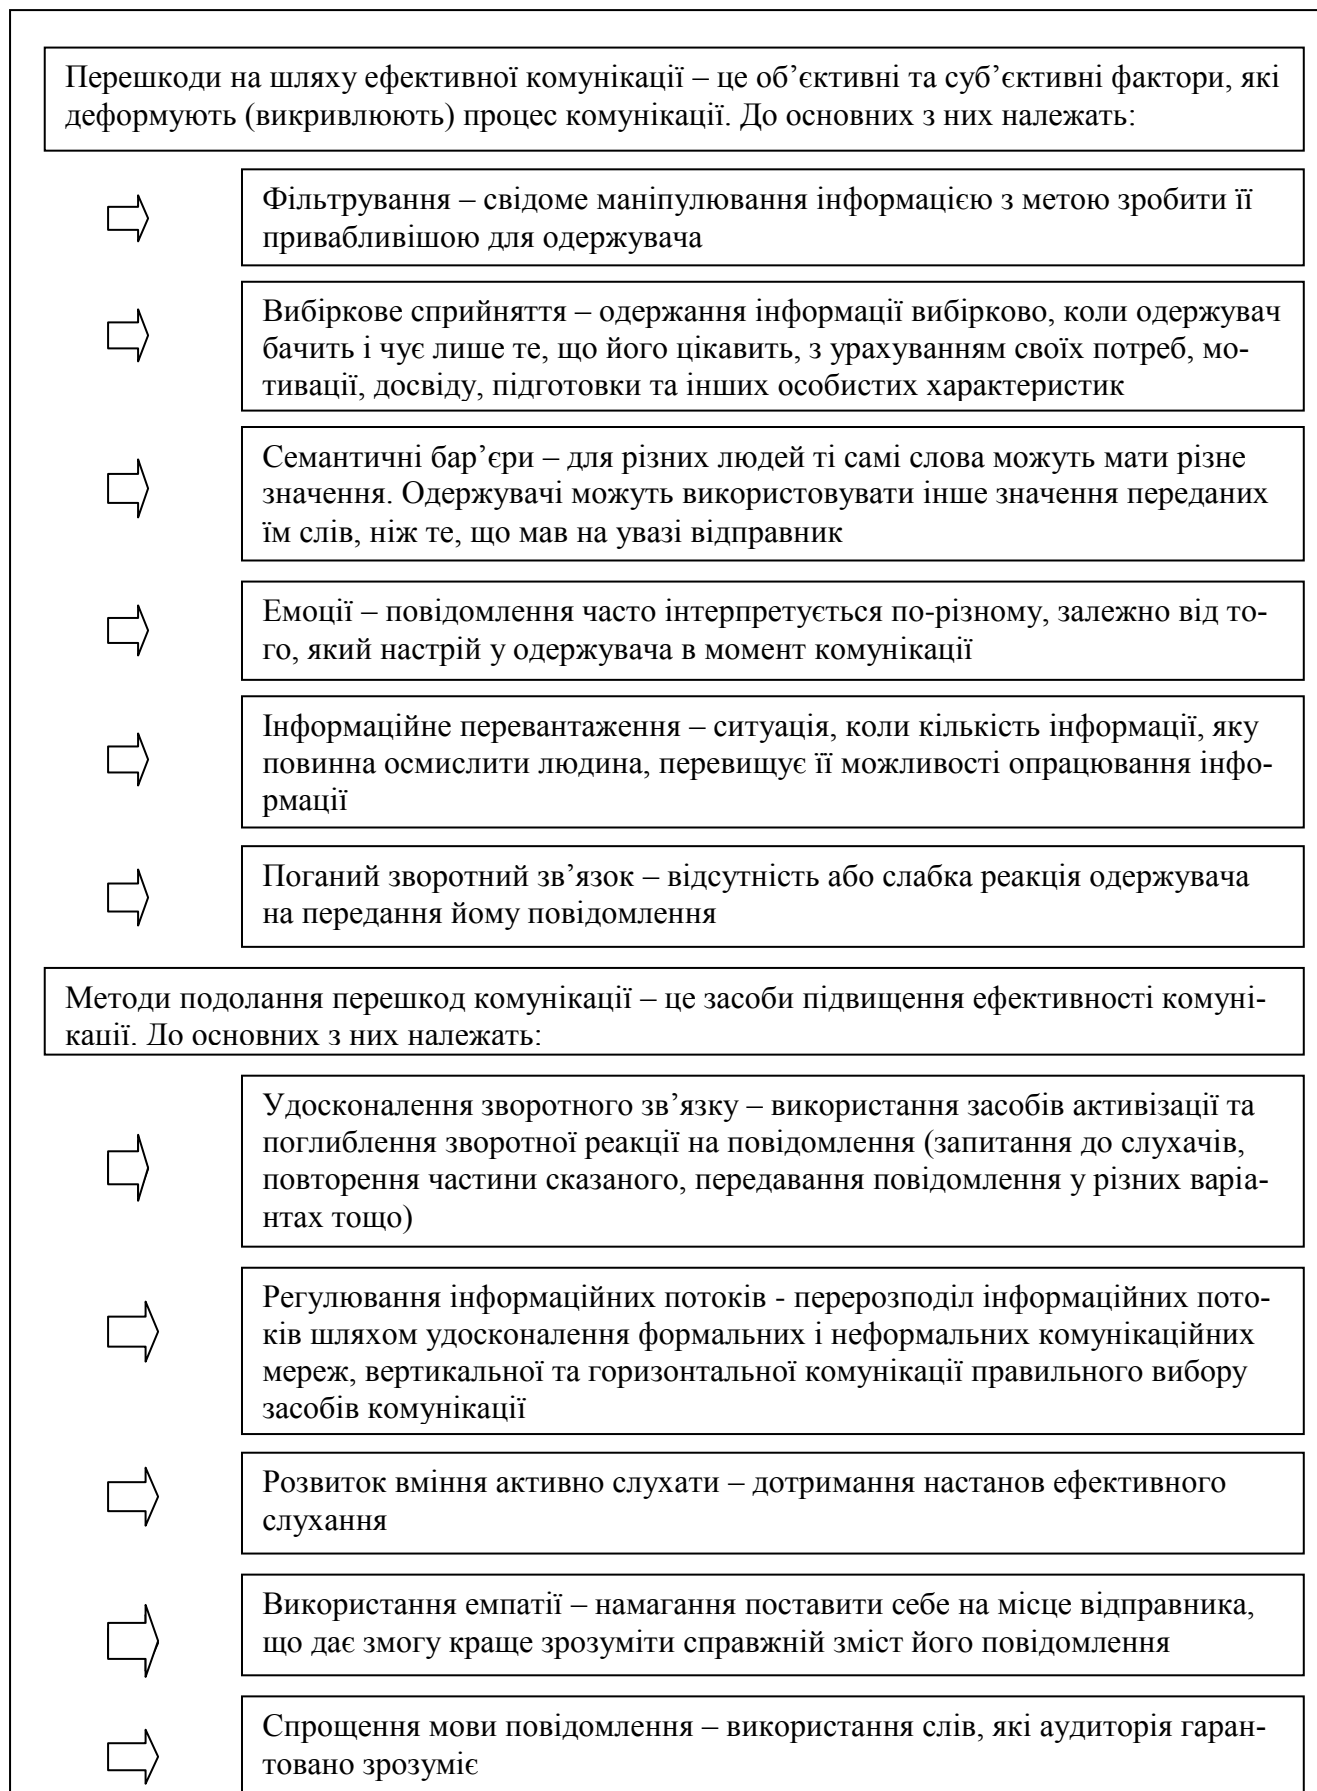 Перешкоди на шляху ефективної комунікації – це об’єктивні та суб’єктивні фактори, які
деформують (викривлюють) процес комунікації. До основних з них належать:
Фільтрування – свідоме маніпулювання інформацією з метою зробити її
привабливішою для одержувача
Вибіркове сприйняття – одержання інформації вибірково, коли одержувач
бачить і чує лише те, що його цікавить, з урахуванням своїх потреб, мо-
тивації, досвіду, підготовки та інших особистих характеристик
Семантичні бар’єри – для різних людей ті самі слова можуть мати різне
значення. Одержувачі можуть використовувати інше значення переданих
їм слів, ніж те, що мав на увазі відправник
Емоції – повідомлення часто інтерпретується по-різному, залежно від то-
го, який настрій у одержувача в момент комунікації
Інформаційне перевантаження – ситуація, коли кількість інформації, яку
повинна осмислити людина, перевищує її можливості опрацювання інфо-
рмації
Поганий зворотний зв’язок – відсутність або слабка реакція одержувача
на передання йому повідомлення
Методи подолання перешкод комунікації – це засоби підвищення ефективності комуні-
кації. До основних з них належать:
Удосконалення зворотного зв’язку – використання засобів активізації та
поглиблення зворотної реакції на повідомлення (запитання до слухачів,
повторення частини сказаного, передавання повідомлення у різних варіа-
нтах тощо)
Регулювання інформаційних потоків - перерозподіл інформаційних пото-
ків шляхом удосконалення формальних і неформальних комунікаційних
мереж, вертикальної та горизонтальної комунікації правильного вибору
засобів комунікації
Розвиток вміння активно слухати – дотримання настанов ефективного
слухання
Використання емпатії – намагання поставити себе на місце відправника,
що дає змогу краще зрозуміти справжній зміст його повідомлення
Спрощення мови повідомлення – використання слів, які аудиторія гаран-
товано зрозуміє